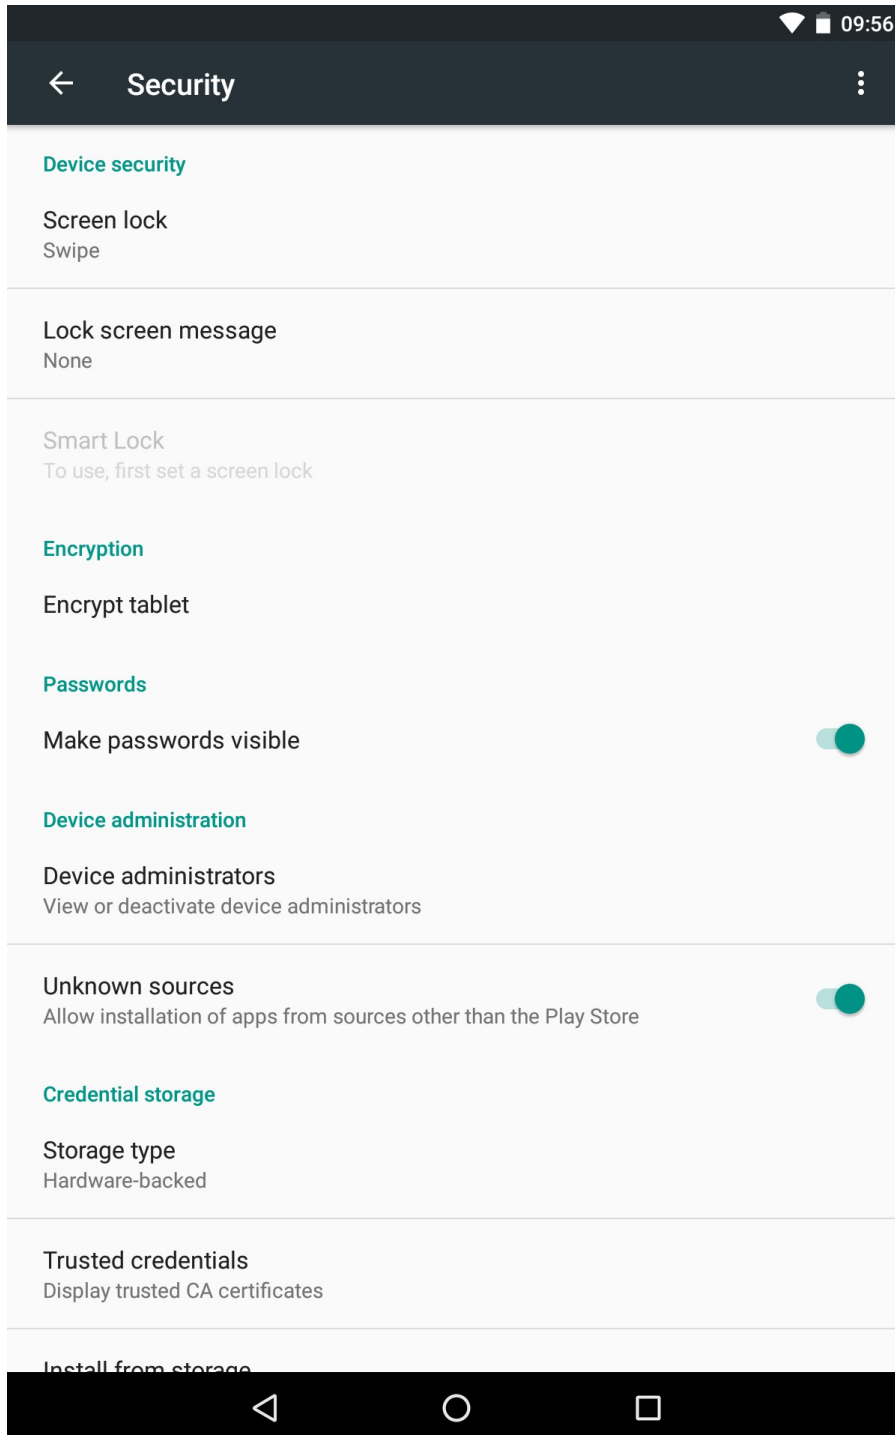 09:56
Security
Device security
Screen lock
Swipe
Lock screen message
None
Smart Lock
To use, first set a screen lock
Encryption
Encrypt tablet
Passwords
Make passwords visible
Device administration
Device administrators
View or deactivate device administrators
Unknown sources
Allow installation of apps from sources other than the Play Store
Credential storage
Storage type
Hardware-backed
Trusted credentials
Display trusted CA certificates
Install from storage